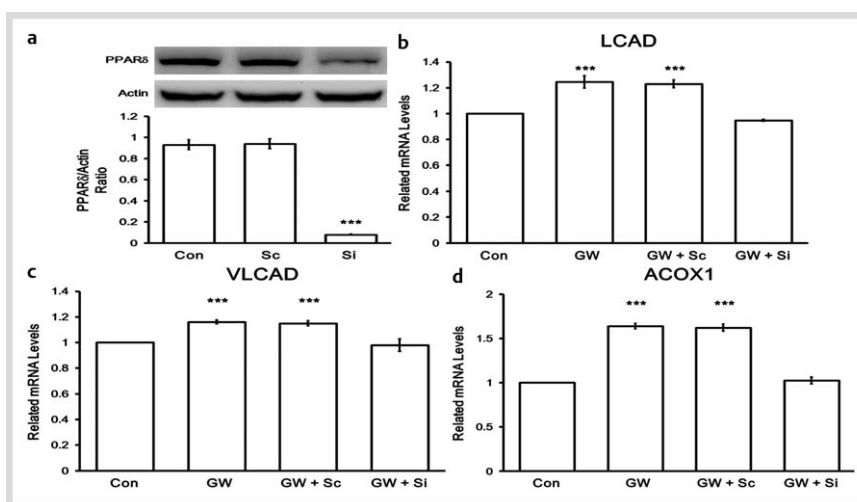 a
PPARδ
Actin
PPARδ/Actin
Ratio
1.2
1
0.8
0.6
0.4
0.2
0
***
Con Sc Si
b
LCAD
Related mRNA Levels
1.4
1.2
1
0.8
0.6
0.4
0.2
0
*** ***
Con GW GW + Sc GW + Si
c
VLCAD
Related mRNA Levels
1.4
1.2
1
0.8
0.6
0.4
0.2
0
*** ***
Con GW GW + Sc GW + Si
d
ACOX1
Related mRNA Levels
2
1.5
1
0.5
0
*** ***
Con GW GW + Sc GW + Si